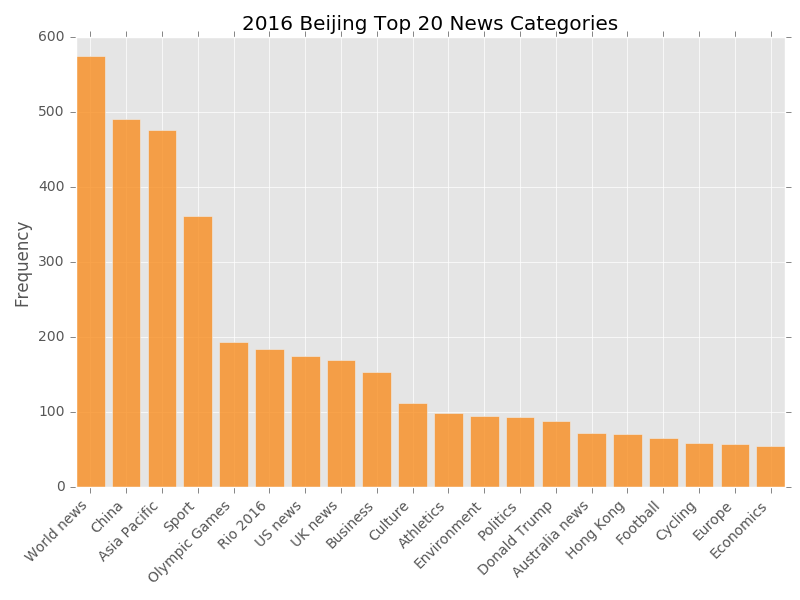 2016 Beijing Top 20 News Categories
600
500
400
300
200
100
0
Frequency
World news
China
Asia Pacific
Sport
Olympic Games
Rio 2016
US news
UK news
Business
Culture
Athletics
Environment
Politics
Donald Trump
Australia news
Hong Kong
Football
Cycling
Europe
Economics